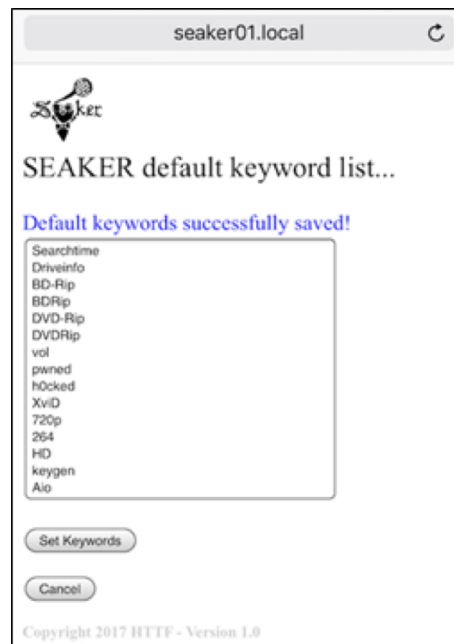 seaker01.local
Seaker
SEAKER default keyword list...
Default keywords successfully saved!
Searchtime
Driveinfo
BD-Rip
BDRip
DVD-Rip
DVDRip
vol
pwned
h0cked
XviD
720p
264
HD
keygen
Aio
Set Keywords
Cancel
Copyright 2017 HTTF - Version 1.0